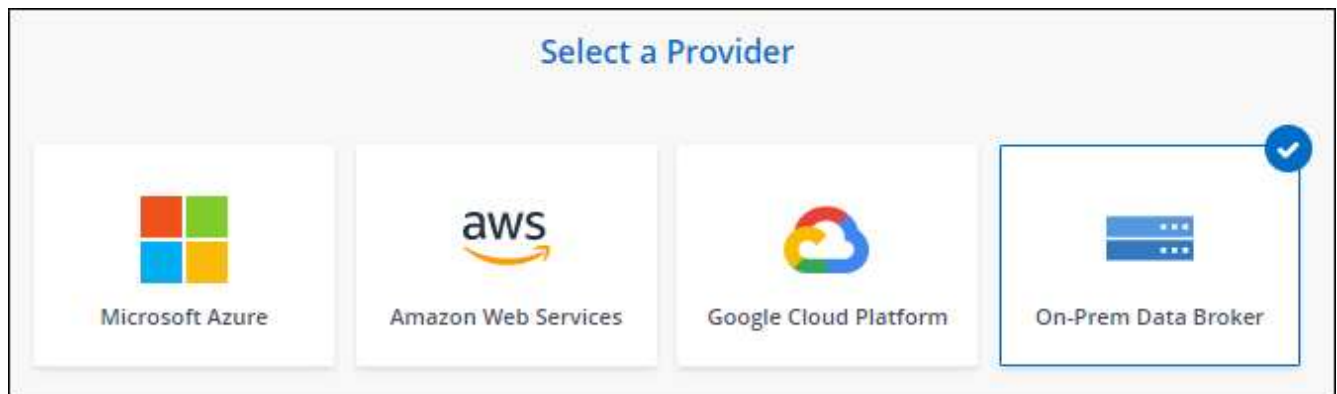 Select a Provider
aws
Microsoft Azure
Amazon Web Services
Google Cloud Platform
On-Prem Data Broker